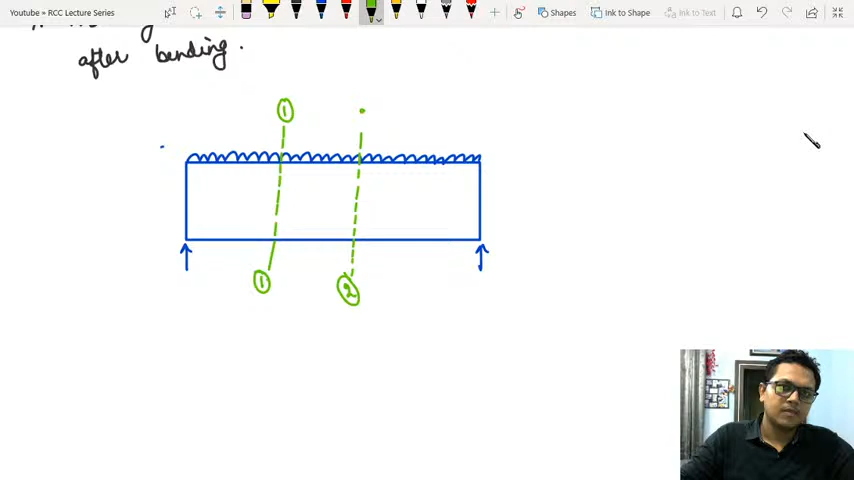 Youtube » RCC Lecture Series
Shapes
Ink to Shape
Ink to Text
after bending.
1
1
2